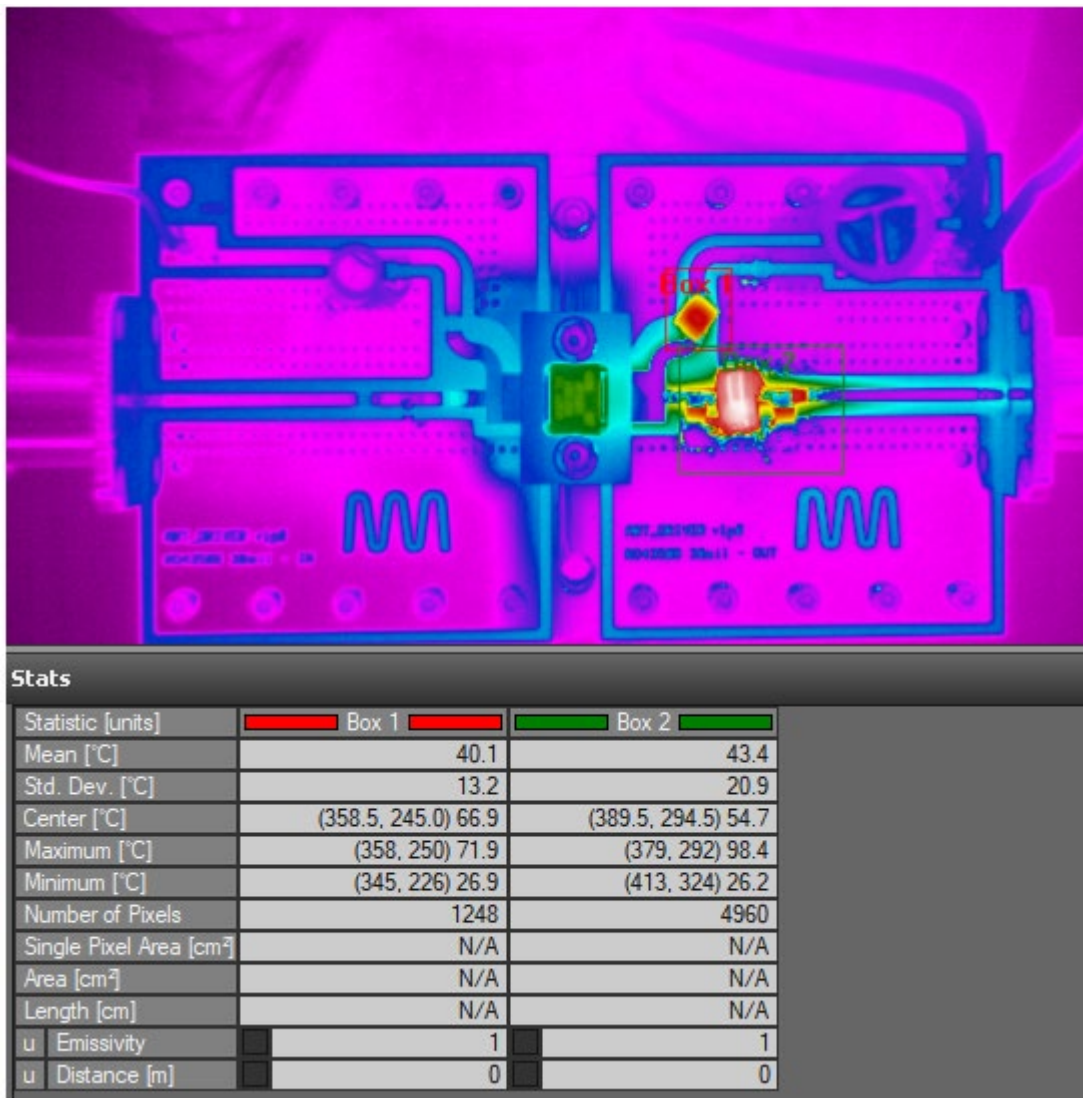 Box 1
Stats
Statistic [units] Box 1 Box 2
Mean [°C] 40.1 43.4
Std. Dev. [°C] 13.2 20.9
Center [°C] (358.5, 245.0) 66.9 (389.5, 294.5) 54.7
Maximum [°C] (358, 250) 71.9 (379, 292) 98.4
Minimum [°C] (345, 226) 26.9 (413, 324) 26.2
Number of Pixels 1248 4960
Single Pixel Area [cm²] N/A N/A
Area [cm²] N/A N/A
Length [cm] N/A N/A
u Emissivity 1 1
u Distance [m] 0 0